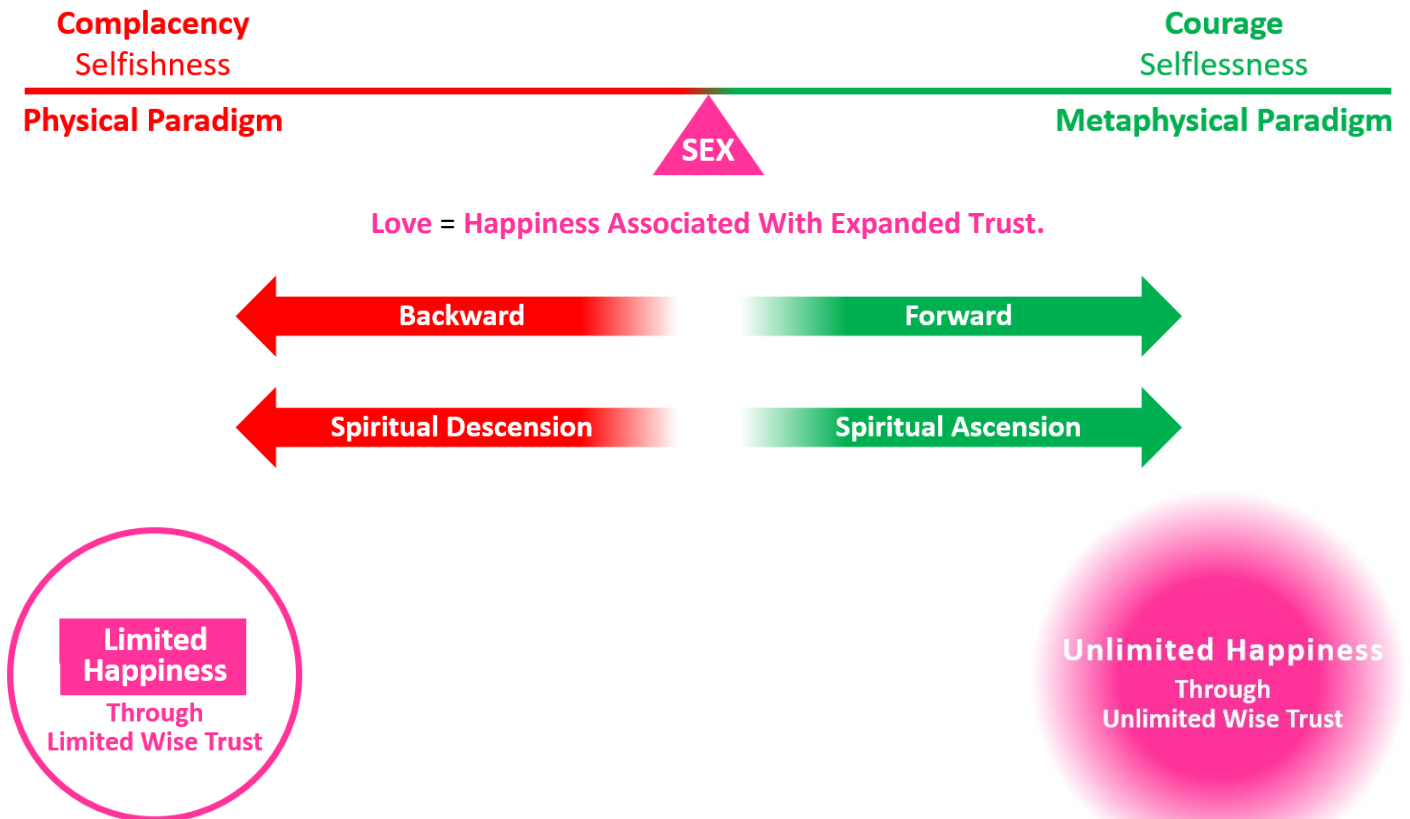 Complacency
Selfishness
Physical Paradigm
Courage
Selflessness
Metaphysical Paradigm
SEX
Love = Happiness Associated With Expanded Trust.
Backward
Forward
Spiritual Descension
Spiritual Ascension
Limited
Happiness
Through
Limited Wise Trust
Unlimited Happiness
Through
Unlimited Wise Trust